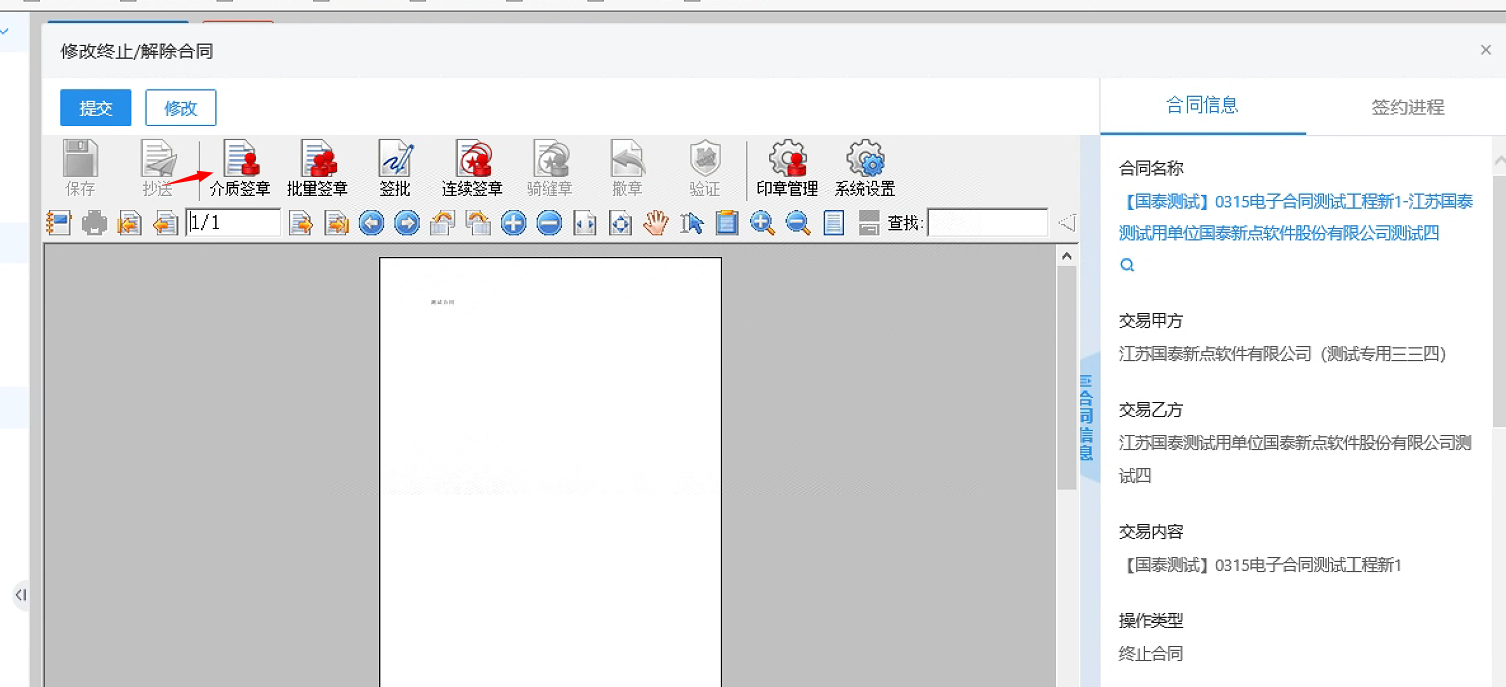 修改终止/解除合同
×
提交
修改
合同信息
签约进程
保存
抄送
介质签章
批量签章
签批
连续签章
骑缝章
撤章
验证
印章管理
系统设置
1/1
查找:
测试合同
合同信息
合同名称
【国泰测试】0315电子合同测试工程新1-江苏国泰
测试用单位国泰新点软件股份有限公司测试四
交易甲方
江苏国泰新点软件有限公司（测试专用三三四）
交易乙方
江苏国泰测试用单位国泰新点软件股份有限公司测
试四
交易内容
【国泰测试】0315电子合同测试工程新1
操作类型
终止合同